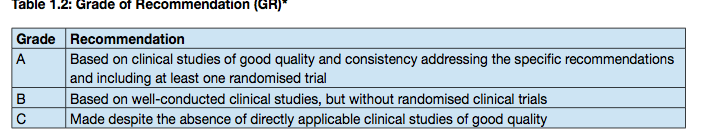 Table 1.2: Grade of Recommendation (GR)*
Grade Recommendation
A Based on clinical studies of good quality and consistency addressing the specific recommendations
and including at least one randomised trial
B Based on well-conducted clinical studies, but without randomised clinical trials
C Made despite the absence of directly applicable clinical studies of good quality